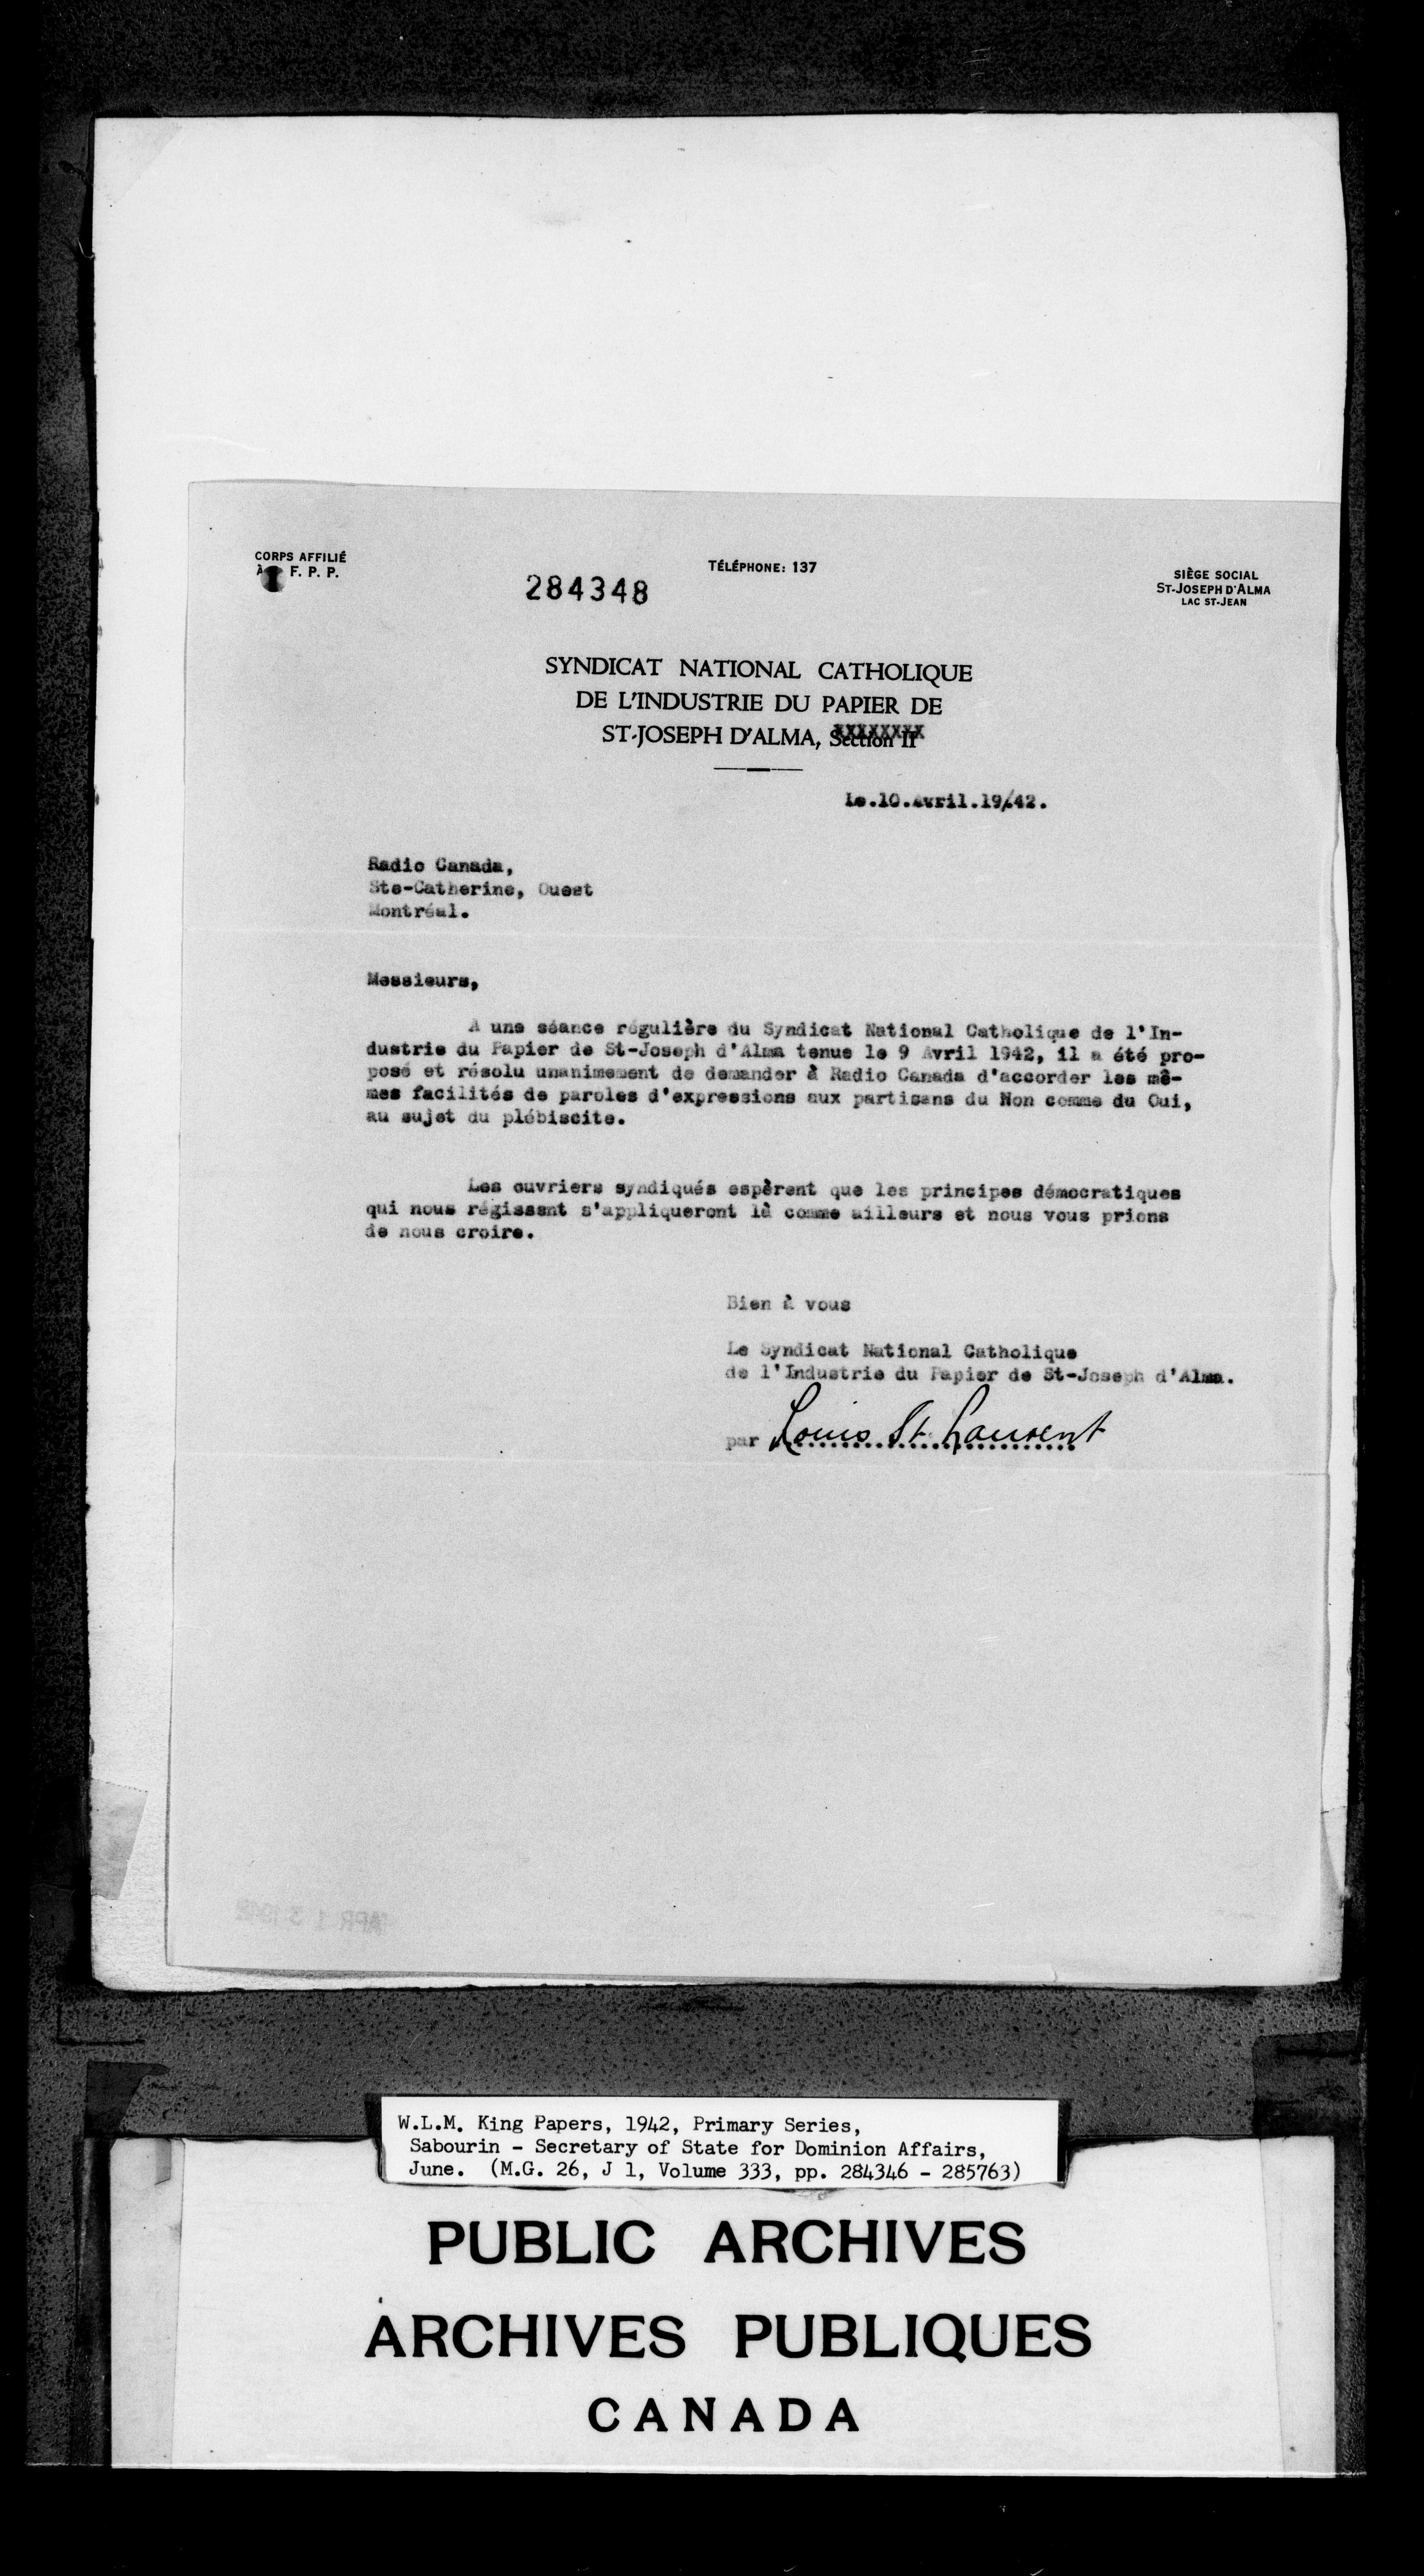 CORPS AFFILIÉ
À F. P. P.
284348
TÉLÉPHONE: 137
SIÈGE SOCIAL
ST-JOSEPH D'ALMA
LAC ST-JEAN
SYNDICAT NATIONAL CATHOLIQUE
DE L'INDUSTRIE DU PAPIER DE
ST-JOSEPH D'ALMA, Section II
Le.10.Avril.19/42.
Radio Canada,
Ste-Catherine, Ouest
Montréal.
Messieurs,
A une séance régulière du Syndicat National Catholique de l'In-
dustrie du Papier de St-Joseph d'Alma tenue le 9 Avril 1942, il a été pro-
posé et résolu unanimement de demander à Radio Canada d'accorder les mê-
mes facilités de paroles d'expressions aux partisans du Non comme du Oui,
au sujet du plébiscite.
Les ouvriers syndiqués espèrent que les principes démocratiques
qui nous régissent s'appliqueront là comme ailleurs et nous vous prions
de nous croire.
Bien à vous
Le Syndicat National Catholique
de l'Industrie du Papier de St-Joseph d'Alma.
par Louis St. Laurent
APR 13 1942
W.L.M. King Papers, 1942, Primary Series,
Sabourin - Secretary of State for Dominion Affairs,
June. (M.G. 26, J 1, Volume 333, pp. 284346 - 285763)
PUBLIC ARCHIVES
ARCHIVES PUBLIQUES
CANADA